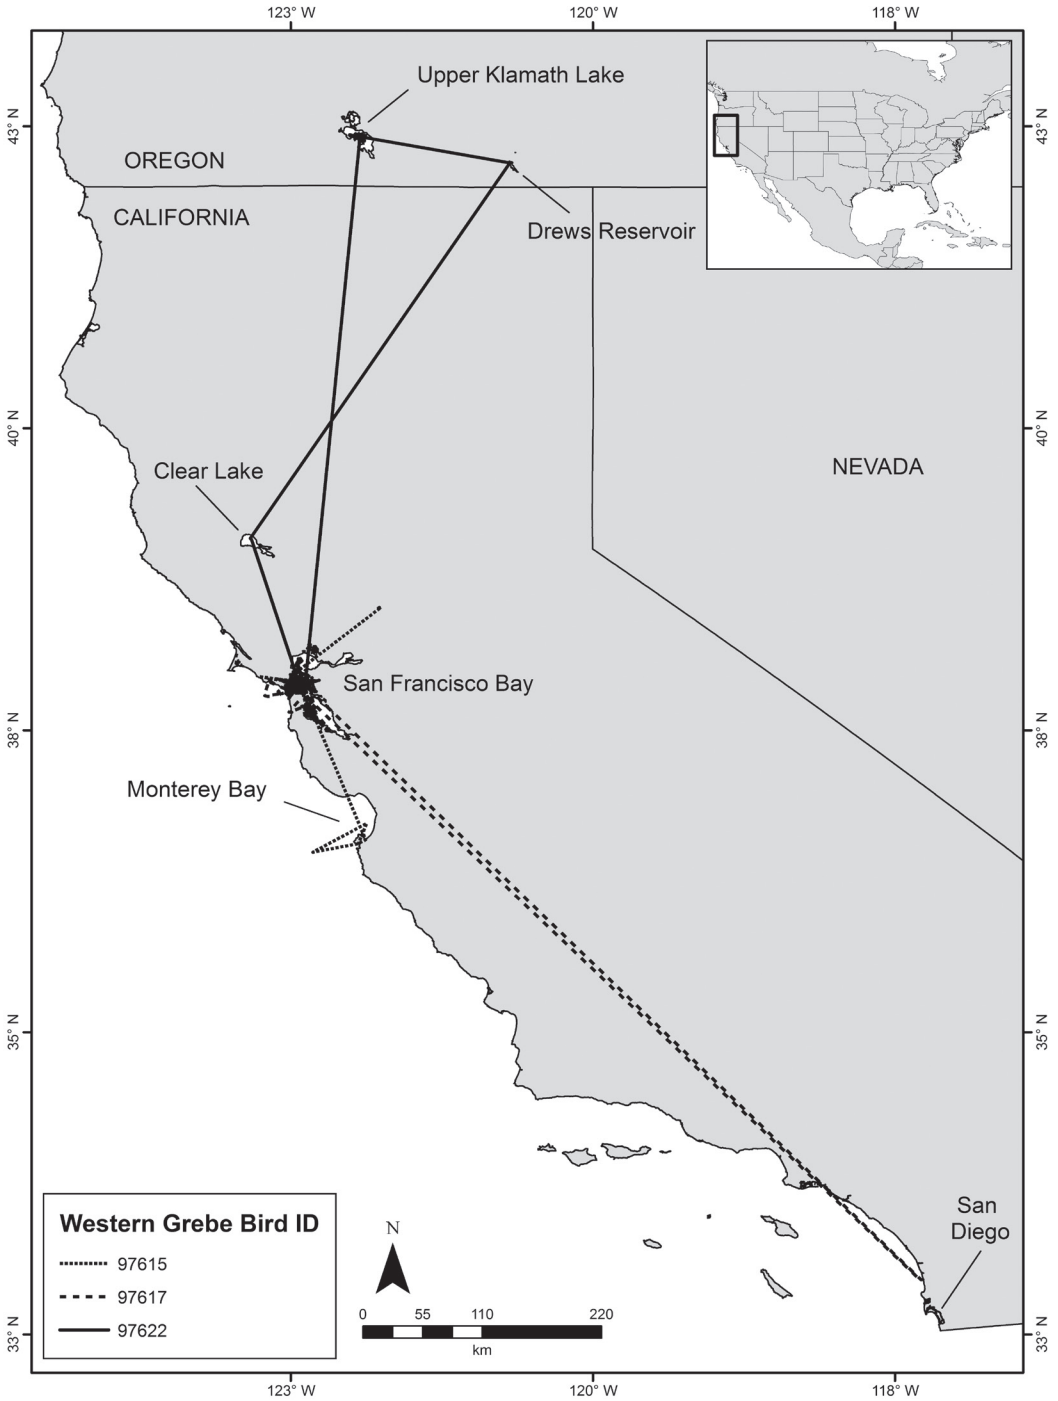 123° W
120° W
118° W
Upper Klamath Lake
43° N
43° N
OREGON
CALIFORNIA
Drews Reservoir
40° N
40° N
Clear Lake
NEVADA
San Francisco Bay
38° N
38° N
Monterey Bay
35° N
35° N
San
Diego
Western Grebe Bird ID
97615
97617
97622
N
0 55 110 220
km
33° N
33° N
123° W
120° W
118° W